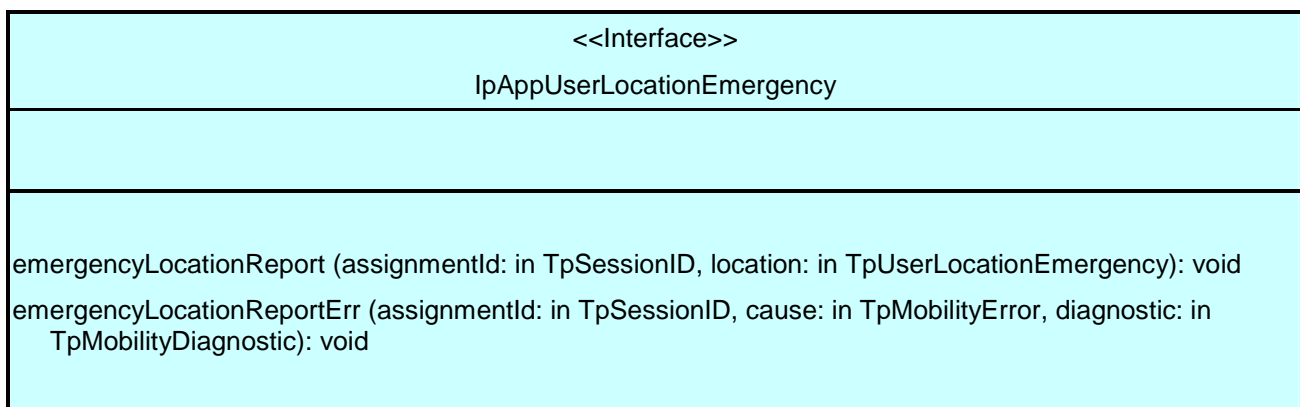 <<Interface>>
IpAppUserLocationEmergency
emergencyLocationReport (assignmentId: in TpSessionID, location: in TpUserLocationEmergency): void
emergencyLocationReportErr (assignmentId: in TpSessionID, cause: in TpMobilityError, diagnostic: in
TpMobilityDiagnostic): void